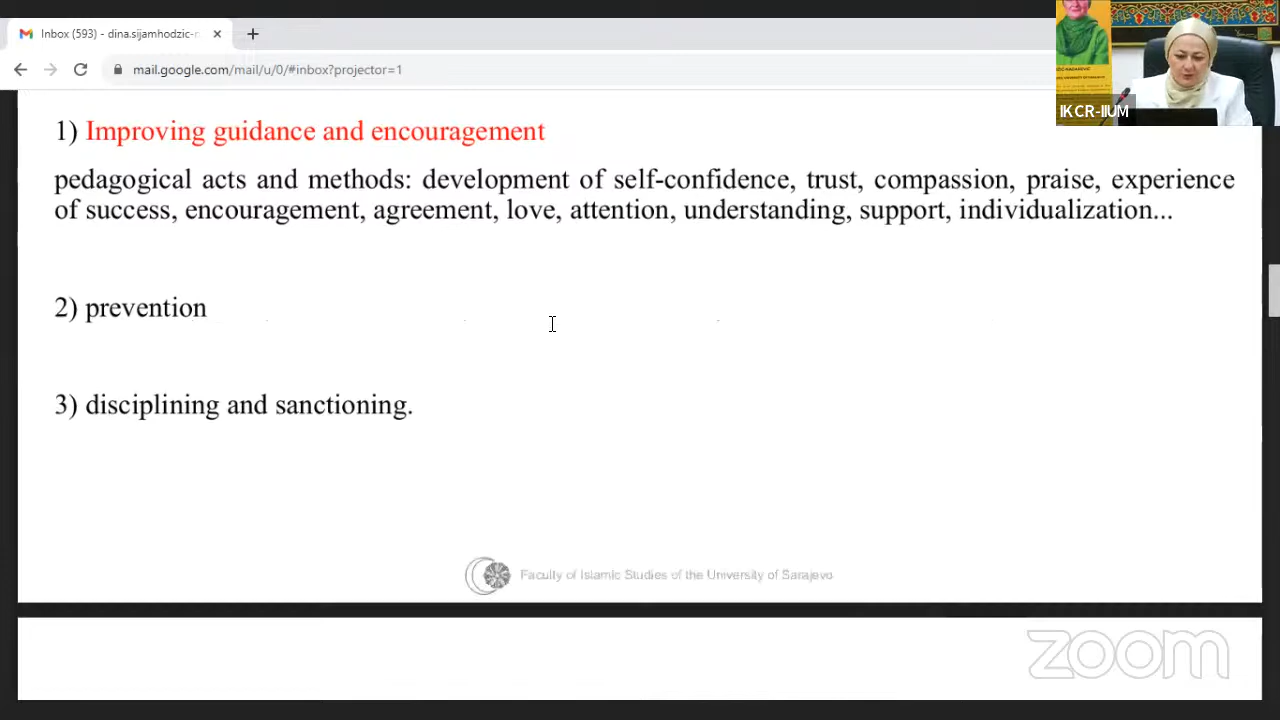 Inbox (593) - dina.sijamhodzic-r
mail.google.com/mail/u/0/#inbox?projector=1
IKCR-IIUM
1) Improving guidance and encouragement
pedagogical acts and methods: development of self-confidence, trust, compassion, praise, experience
of success, encouragement, agreement, love, attention, understanding, support, individualization...
2) prevention
3) disciplining and sanctioning.
Faculty of Islamic Studies of the University of Sarajevo
zoom